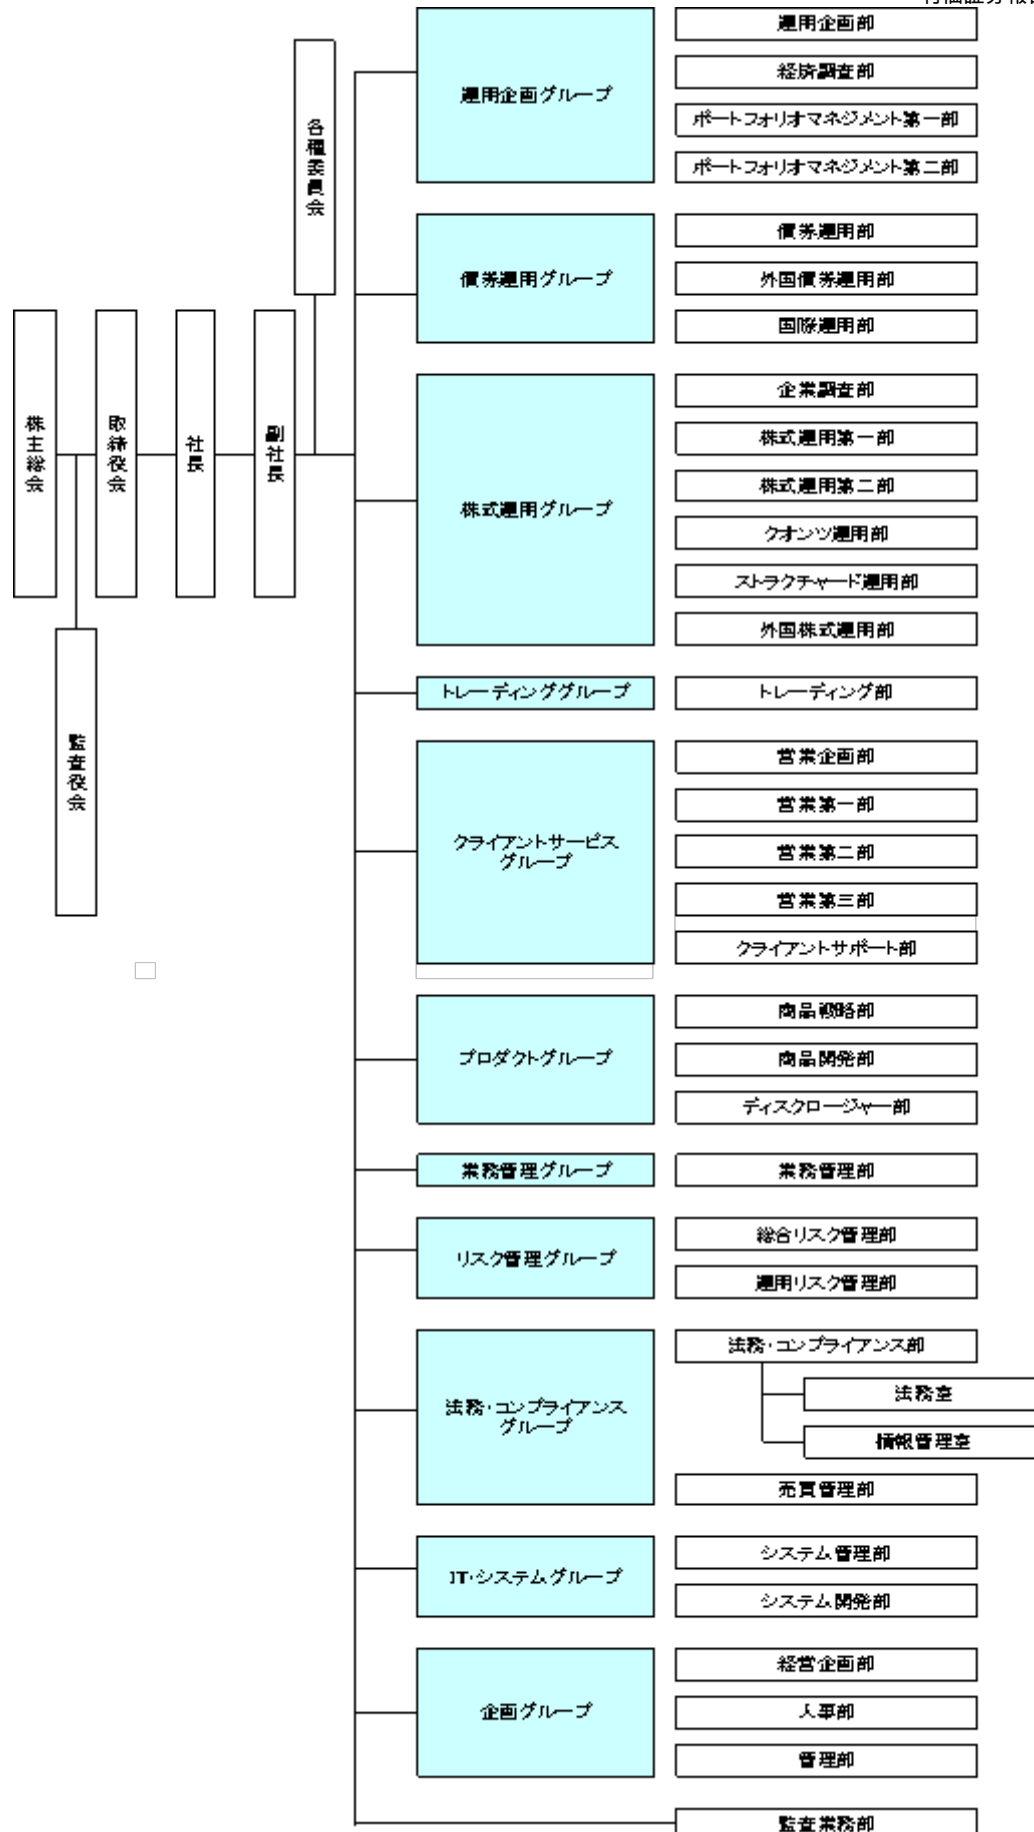 株主総会
監査役会
取締役会
社長
副社長
各種委員会
運用企画グループ
運用企画部
経済調査部
ポートフォリオマネジメント第一部
ポートフォリオマネジメント第二部
債券運用グループ
債券運用部
外国債券運用部
国際運用部
株式運用グループ
企業調査部
株式運用第一部
株式運用第二部
クオンツ運用部
ストラクチャード運用部
外国株式運用部
トレーディンググループ
トレーディング部
クライアントサービス
グループ
営業企画部
営業第一部
営業第二部
営業第三部
クライアントサポート部
プロダクトグループ
商品戦略部
商品開発部
ディスクロージャー部
業務管理グループ
業務管理部
リスク管理グループ
総合リスク管理部
運用リスク管理部
法務・コンプライアンス
グループ
法務・コンプライアンス部
法務室
情報管理室
売買管理部
IT・システムグループ
システム管理部
システム開発部
企画グループ
経営企画部
人事部
管理部
監査業務部